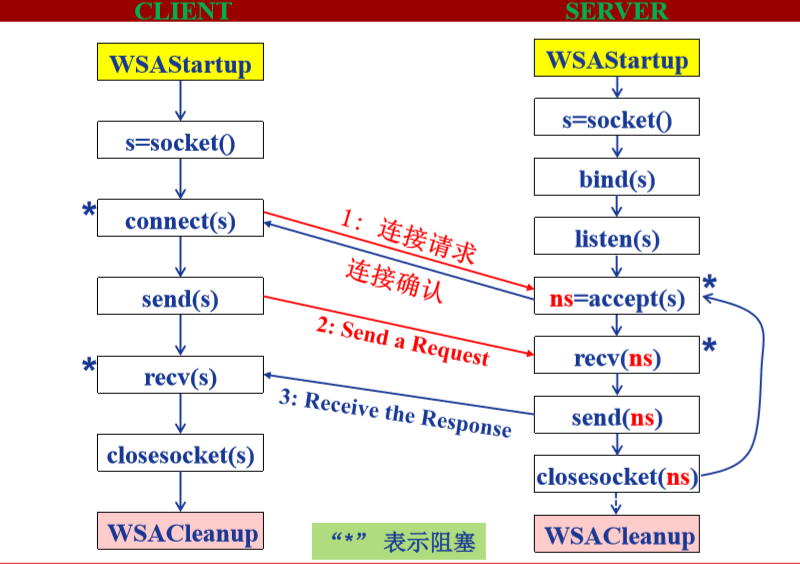 CLIENT
SERVER
WSAStartup
s=socket()
*
connect(s)
send(s)
*
recv(s)
closesocket(s)
WSACleanup
1: 连接请求
连接确认
2: Send a Request
3: Receive the Response
WSAStartup
s=socket()
bind(s)
listen(s)
ns=accept(s)
*
recv(ns)
*
send(ns)
closesocket(ns)
WSACleanup
“*” 表示阻塞